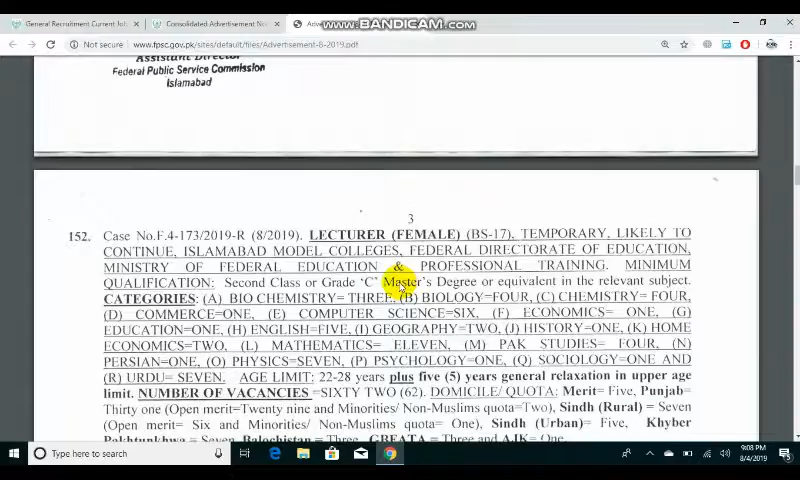 General Recruitment Current Jo
Consolidated Advertisement No
Adv
WWW.BANDICAM.COM
Not secure
www.fpsc.gov.pk/sites/default/files/Advertisement-8-2019.pdf
Assistant Director
Federal Public Service Commission
Islamabad
3
152. Case No.F.4-173/2019-R (8/2019). LECTURER (FEMALE) (BS-17), TEMPORARY, LIKELY TO
CONTINUE, ISLAMABAD MODEL COLLEGES, FEDERAL DIRECTORATE OF EDUCATION,
MINISTRY OF FEDERAL EDUCATION & PROFESSIONAL TRAINING. MINIMUM
QUALIFICATION: Second Class or Grade ‘C’ Master’s Degree or equivalent in the relevant subject.
CATEGORIES: (A) BIO CHEMISTRY= THREE, (B) BIOLOGY=FOUR, (C) CHEMISTRY= FOUR,
(D) COMMERCE=ONE, (E) COMPUTER SCIENCE=SIX, (F) ECONOMICS= ONE, (G)
EDUCATION=ONE, (H) ENGLISH=FIVE, (I) GEOGRAPHY=TWO, (J) HISTORY=ONE, (K) HOME
ECONOMICS=TWO, (L) MATHEMATICS= ELEVEN, (M) PAK STUDIES= FOUR, (N)
PERSIAN=ONE, (O) PHYSICS=SEVEN, (P) PSYCHOLOGY=ONE, (Q) SOCIOLOGY=ONE AND
(R) URDU= SEVEN. AGE LIMIT: 22-28 years plus five (5) years general relaxation in upper age
limit. NUMBER OF VACANCIES =SIXTY TWO (62). DOMICILE/ QUOTA: Merit= Five, Punjab=
Thirty one (Open merit=Twenty nine and Minorities/ Non-Muslims quota=Two), Sindh (Rural) = Seven
(Open merit= Six and Minorities/ Non-Muslims quota= One), Sindh (Urban)= Five, Khyber
Pakhtunkhwa = Seven, Balochistan = Three, GBFATA = Three and AJK= One.
Type here to search
9:08 PM
8/4/2019